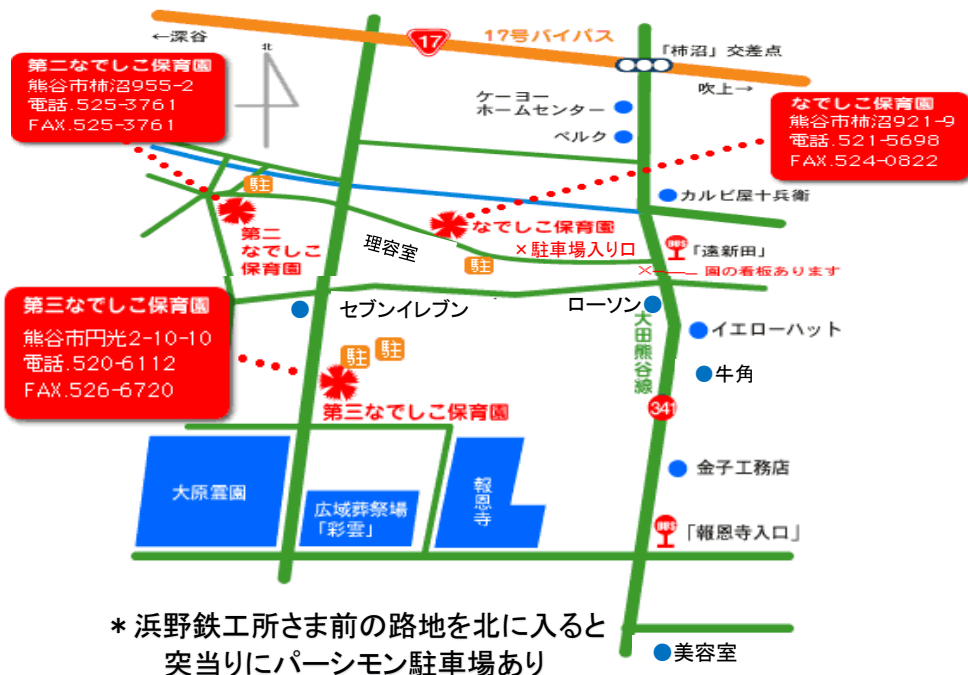 17号バイパス
17
←深谷
「柿沼」交差点
吹上→
北
第二なでしこ保育園
熊谷市柿沼955-2
電話.525-3761
FAX.525-3761
ケーヨー
ホームセンター
ベルク
なでしこ保育園
熊谷市柿沼921-9
電話.521-5698
FAX.524-0822
カルビ屋十兵衛
駐
第二
なでしこ
保育園
理容室
なでしこ保育園
×駐車場入り口
駐
BUS
「遠新田」
×
園の看板あります
第三なでしこ保育園
熊谷市円光2-10-10
電話.520-6112
FAX.526-6720
セブンイレブン
ローソン
大田熊谷線
イエローハット
牛角
341
駐
駐
第三なでしこ保育園
大原霊園
広域葬祭場
「彩雲」
報恩寺
金子工務店
BUS
「報恩寺入口」
美容室
*浜野鉄工所さま前の路地を北に入ると
突当りにパーシモン駐車場あり